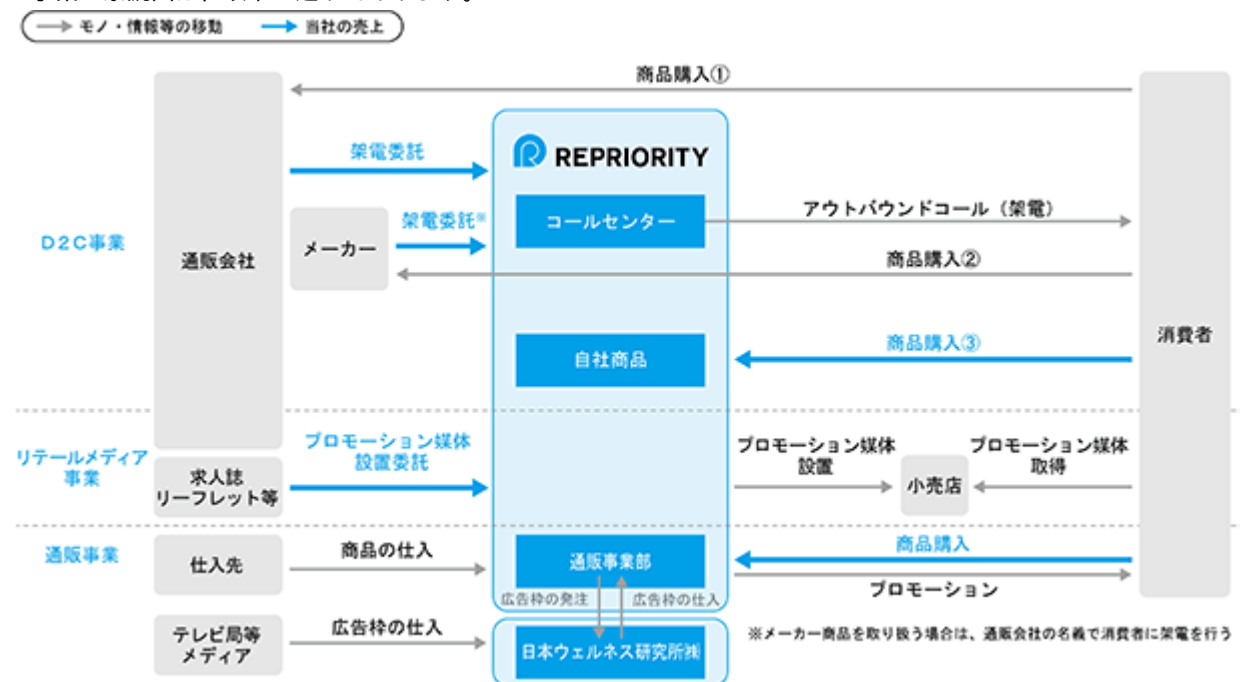 モノ・情報等の移動
当社の売上
商品購入①
REPRIORITY
架電委託
コールセンター
アウトバウンドコール（架電）
架電委託※
メーカー
D2C事業
通販会社
商品購入②
消費者
自社商品
商品購入③
リテールメディア
事業
プロモーション媒体
設置委託
プロモーション媒体
設置
プロモーション媒体
取得
求人誌
リーフレット等
小売店
通販事業
仕入先
商品の仕入
通販事業部
商品購入
プロモーション
広告枠の発注
広告枠の仕入
テレビ局等
メディア
広告枠の仕入
日本ウェルネス研究所㈱
※メーカー商品を取り扱う場合は、通販会社の名義で消費者に架電を行う